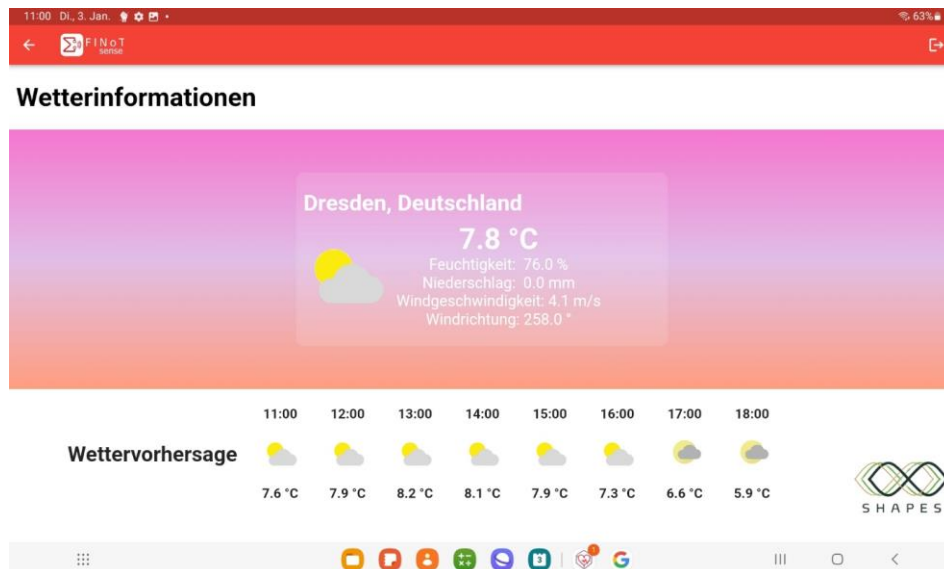 11:00 Di., 3. Jan.
63%
FINoT
sense
Wetterinformationen
Dresden, Deutschland
7.8 °C
Feuchtigkeit: 76.0 %
Niederschlag: 0.0 mm
Windgeschwindigkeit: 4.1 m/s
Windrichtung: 258.0 °
11:00 12:00 13:00 14:00 15:00 16:00 17:00 18:00
Wettervorhersage
7.6 °C 7.9 °C 8.2 °C 8.1 °C 7.9 °C 7.3 °C 6.6 °C 5.9 °C
SHAPES
3
1